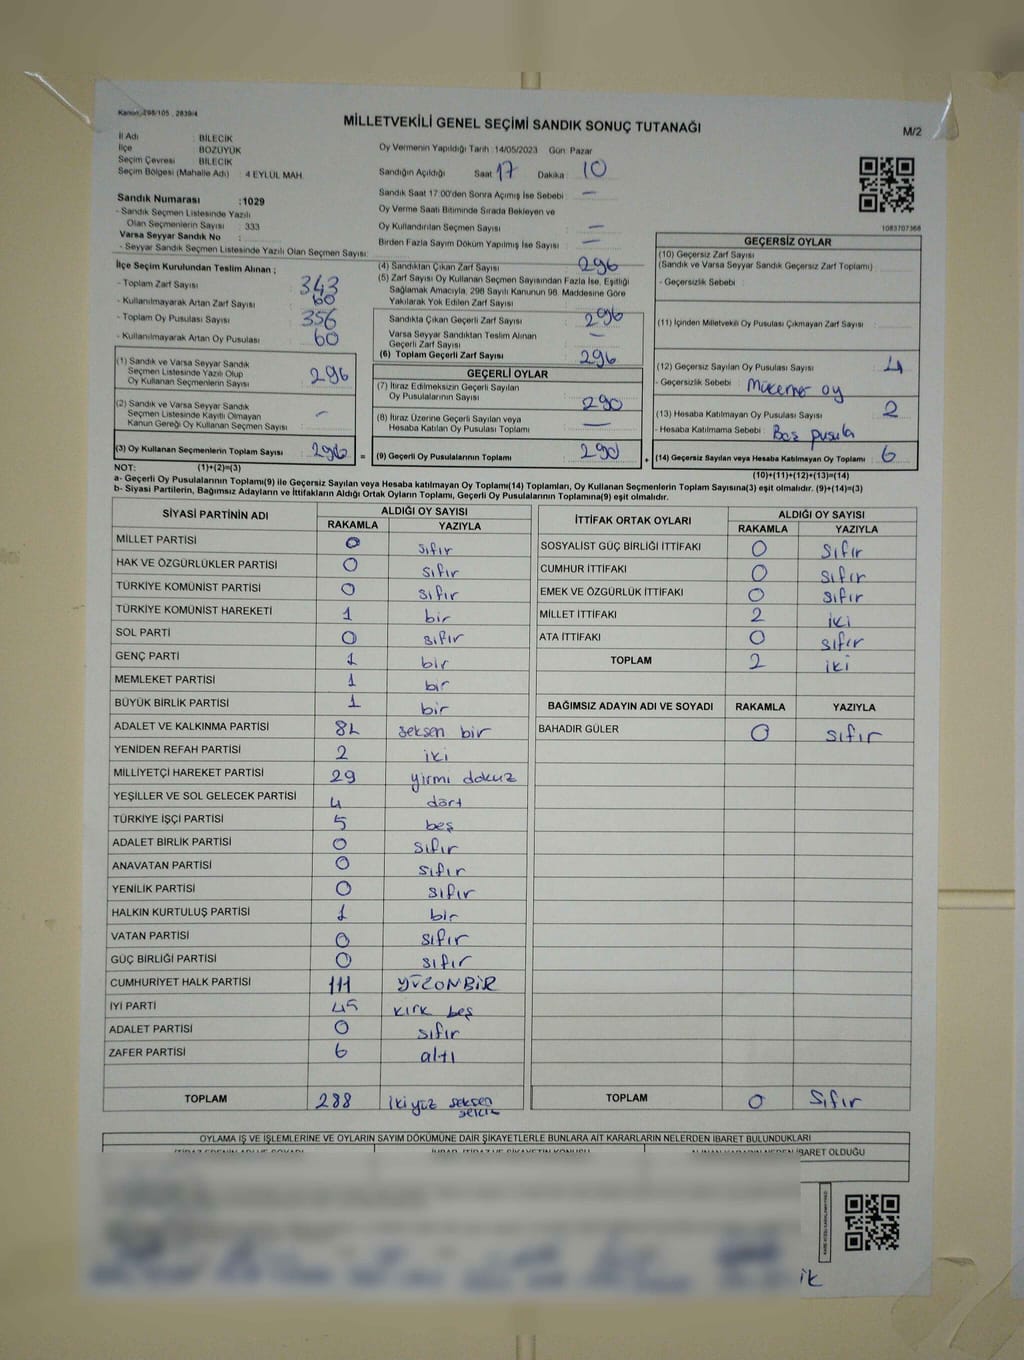 Kanun : 298/105 , 2839/4
MİLLETVEKİLİ GENEL SEÇİMİ SANDIK SONUÇ TUTANAĞI
M/2
İl Adı : BİLECİK
İlçe BOZÜYÜK
Seçim Çevresi : BİLECİK
Seçim Bölgesi (Mahalle Adı) : 4 EYLÜL MAH.
Oy Vermenin Yapıldığı Tarih :14/05/2023 Gün Pazar
Sandığın Açıldığı Saat 17 Dakika 10
Sandık Saat 17.00'den Sonra Açımış İse Sebebi : —
Oy Verme Saati Bitiminde Sırada Bekleyen ve
Oy Kullandırılan Seçmen Sayısı : —
Birden Fazla Sayım Döküm Yapılmış İse Sayısı : —
Sandık Numarası :1029
- Sandık Seçmen Listesinde Yazılı
Olan Seçmenlerin Sayısı : 333
Varsa Seyyar Sandık No :
- Seyyar Sandık Seçmen Listesinde Yazılı Olan Seçmen Sayısı:
1083707368
İlçe Seçim Kurulundan Teslim Alınan ;
- Toplam Zarf Sayısı : 343
- Kullanılmayarak Artan Zarf Sayısı : 60
- Toplam Oy Pusulası Sayısı : 356
- Kullanılmayarak Artan Oy Pusulası : 60
(1) Sandık ve Varsa Seyyar Sandık
Seçmen Listesinde Yazılı Olup
Oy Kullanan Seçmenlerin Sayısı : 296
(2) Sandık ve Varsa Seyyar Sandık
Seçmen Listesinde Kayıtlı Olmayan
Kanun Gereği Oy Kullanan Seçmen Sayısı : —
(3) Oy Kullanan Seçmenlerin Toplam Sayısı : 296 =
(4) Sandıktan Çıkan Zarf Sayısı : 296
(5) Zarf Sayısı Oy Kullanan Seçmen Sayısından Fazla İse, Eşitliği
Sağlamak Amacıyla, 298 Sayılı Kanunun 98. Maddesine Göre
Yakılarak Yok Edilen Zarf Sayısı : —
Sandıkta Çıkan Geçerli Zarf Sayısı : 296
Varsa Seyyar Sandıktan Teslim Alınan
Geçerli Zarf Sayısı : —
(6) Toplam Geçerli Zarf Sayısı : 296
GEÇERLİ OYLAR
(7) İtiraz Edilmeksizin Geçerli Sayılan
Oy Pusulalarının Sayısı : 290
(8) İtiraz Üzerine Geçerli Sayılan veya
Hesaba Katılan Oy Pusulası Toplamı : —
(9) Geçerli Oy Pusulalarının Toplamı : 290 +
GEÇERSİZ OYLAR
(10) Geçersiz Zarf Sayısı
(Sandık ve Varsa Seyyar Sandık Geçersiz Zarf Toplamı) :
- Geçersizlik Sebebi :
(11) İçinden Milletvekili Oy Pusulası Çıkmayan Zarf Sayısı :
(12) Geçersiz Sayılan Oy Pusulası Sayısı : 4
- Geçersizlik Sebebi : Mükerrer oy
(13) Hesaba Katılmayan Oy Pusulası Sayısı : 2
- Hesaba Katılmama Sebebi : Boş pusula
(14) Geçersiz Sayılan veya Hesaba Katılmayan Oy Toplamı : 6
NOT: (1)+(2)=(3)
(10)+(11)+(12)+(13)=(14)
a- Geçerli Oy Pusulasının Toplamı(9) ile Geçersiz Sayılan veya Hesaba Katılmayan Oy Toplamı(14) Toplamları, Oy Kullanan Seçmenlerin Toplam Sayısına(3) eşit olmalıdır. (9)+(14)=(3)
b- Siyasi Partilerin, Bağımsız Adayların ve İttifakların Aldığı Ortak Oyların Toplamı, Geçerli Oy Pusulalarının Toplamına(9) eşit olmalıdır.
SİYASİ PARTİNİN ADI ALDIĞI OY SAYISI
RAKAMLA YAZIYLA
MİLLET PARTİSİ 0 sıfır
HAK VE ÖZGÜRLÜKLER PARTİSİ 0 sıfır
TÜRKİYE KOMÜNİST PARTİSİ 0 sıfır
TÜRKİYE KOMÜNİST HAREKETİ 1 bir
SOL PARTİ 0 sıfır
GENÇ PARTİ 1 bir
MEMLEKET PARTİSİ 1 bir
BÜYÜK BİRLİK PARTİSİ 1 bir
ADALET VE KALKINMA PARTİSİ 81 seksen bir
YENİDEN REFAH PARTİSİ 2 iki
MİLLİYETÇİ HAREKET PARTİSİ 29 yirmi dokuz
YEŞİLLER VE SOL GELECEK PARTİSİ 4 dört
TÜRKİYE İŞÇİ PARTİSİ 5 beş
ADALET BİRLİK PARTİSİ 0 sıfır
ANAVATAN PARTİSİ 0 sıfır
YENİLİK PARTİSİ 0 sıfır
HALKIN KURTULUŞ PARTİSİ 1 bir
VATAN PARTİSİ 0 sıfır
GÜÇ BİRLİĞİ PARTİSİ 0 sıfır
CUMHURİYET HALK PARTİSİ 111 YÜZONBİR
İYİ PARTİ 45 kırk beş
ADALET PARTİSİ 0 sıfır
ZAFER PARTİSİ 6 altı
TOPLAM 288 ikiyüz seksen
sekiz
İTTİFAK ORTAK OYLARI ALDIĞI OY SAYISI
RAKAMLA YAZIYLA
SOSYALİST GÜÇ BİRLİĞİ İTTİFAKI 0 sıfır
CUMHUR İTTİFAKI 0 sıfır
EMEK VE ÖZGÜRLÜK İTTİFAKI 0 sıfır
MİLLET İTTİFAKI 2 iki
ATA İTTİFAKI 0 sıfır
TOPLAM 2 iki
BAĞIMSIZ ADAYIN ADI VE SOYADI RAKAMLA YAZIYLA
BAHADIR GÜLER 0 sıfır
TOPLAM 0 sıfır
OYLAMA İŞ VE İŞLEMLERİNE VE OYLARIN SAYIM DÖKÜMÜNE DAİR ŞİKAYETLERLE BUNLARA AİT KARARLARIN NELERDEN İBARET BULUNDUKLARI
İBARET OLDUĞU